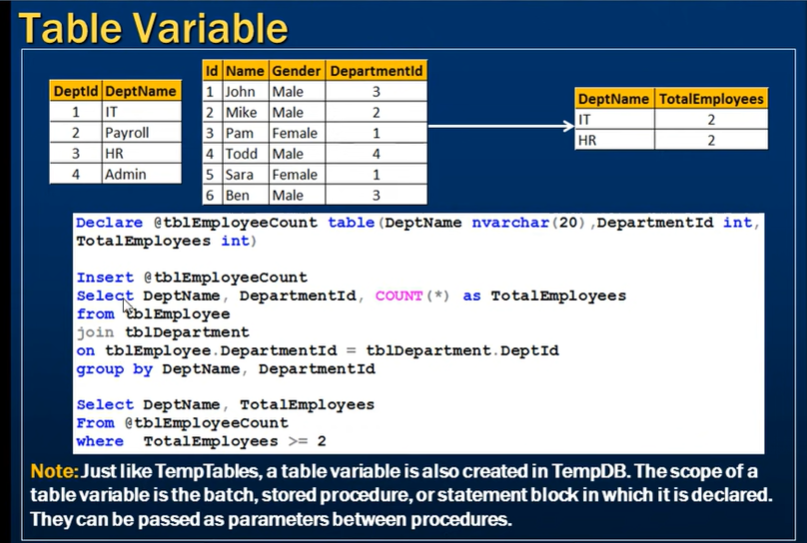 Table Variable
DeptId DeptName
1 IT
2 Payroll
3 HR
4 Admin
Id Name Gender DepartmentId
1 John Male 3
2 Mike Male 2
3 Pam Female 1
4 Todd Male 4
5 Sara Female 1
6 Ben Male 3
DeptName TotalEmployees
IT 2
HR 2
Declare @tblEmployeeCount table(DeptName nvarchar(20),DepartmentId int,
TotalEmployees int)
Insert @tblEmployeeCount
Select DeptName, DepartmentId, COUNT(*) as TotalEmployees
from tblEmployee
join tblDepartment
on tblEmployee.DepartmentId = tblDepartment.DeptId
group by DeptName, DepartmentId
Select DeptName, TotalEmployees
From @tblEmployeeCount
where TotalEmployees >= 2
Note: Just like TempTables, a table variable is also created in TempDB. The scope of a
table variable is the batch, stored procedure, or statement block in which it is declared.
They can be passed as parameters between procedures.